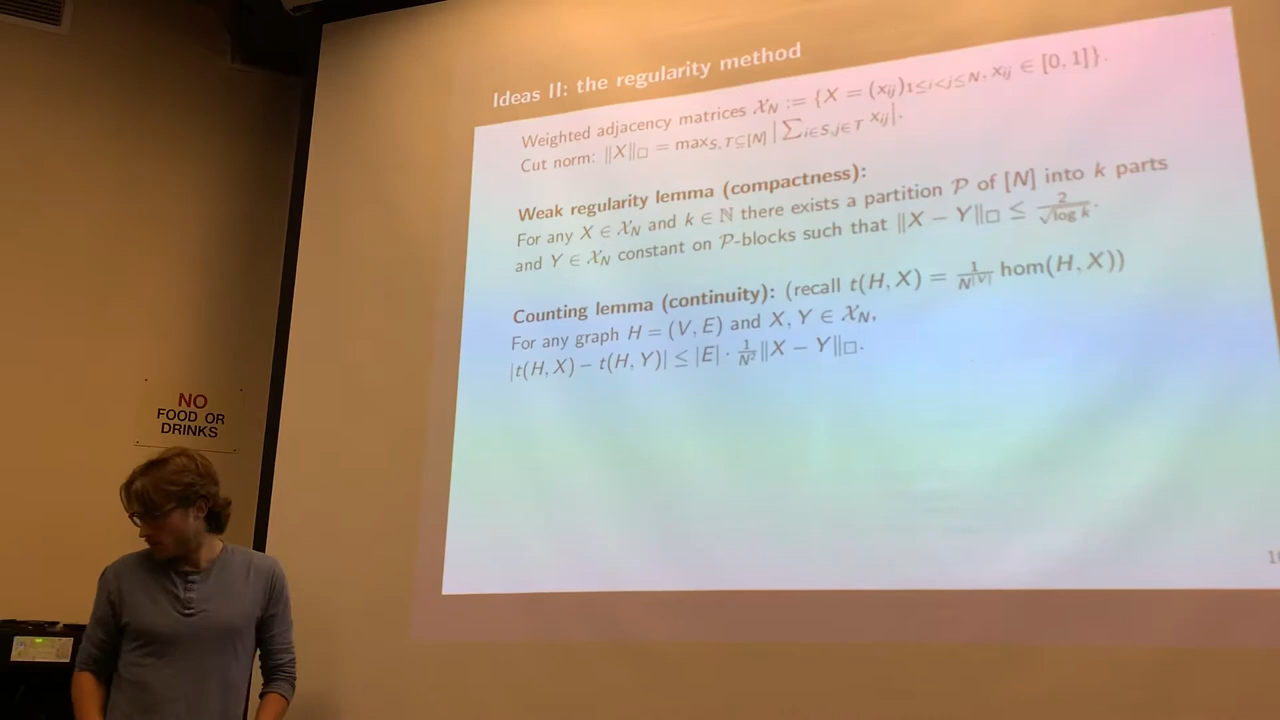 Ideas II: the regularity method
Weighted adjacency matrices 𝒳_N := {X = (x_ij)_{1≤i<j≤N}, x_ij ∈ [0, 1]}.
Cut norm: ‖X‖_□ = max_{S,T⊆[N]} | ∑_{i∈S,j∈T} x_ij |.
Weak regularity lemma (compactness):
For any X ∈ 𝒳_N and k ∈ ℕ there exists a partition 𝒫 of [N] into k parts
and Y ∈ 𝒳_N constant on 𝒫-blocks such that ‖X − Y‖_□ ≤ 2/√log k.
Counting lemma (continuity): (recall t(H, X) = 1/N^|V| hom(H, X))
For any graph H = (V, E) and X, Y ∈ 𝒳_N,
|t(H, X) − t(H, Y)| ≤ |E| · 1/N² ‖X − Y‖_□.
NO
FOOD OR
DRINKS